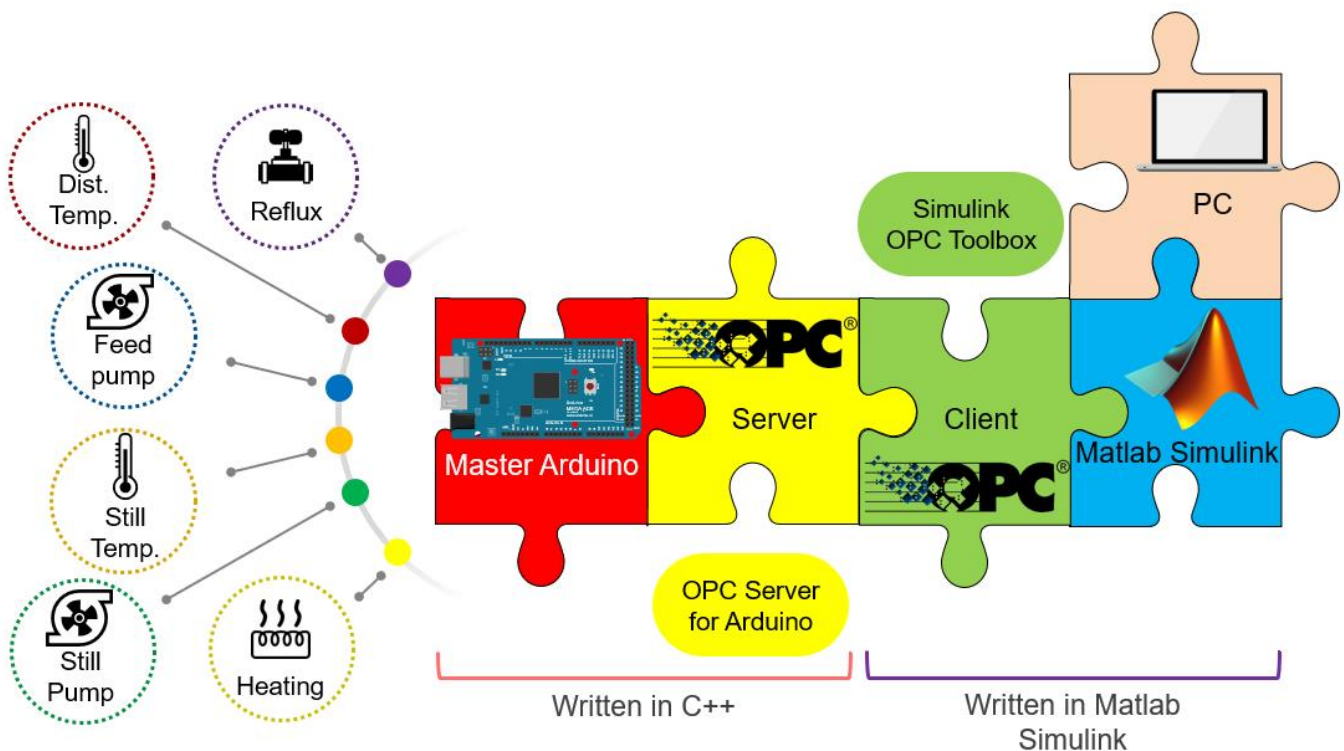 Dist.
Temp.
Reflux
Feed
pump
Still
Temp.
Still
Pump
Heating
Master Arduino
OPC®
Server
OPC Server
for Arduino
Simulink
OPC Toolbox
Client
OPC®
PC
Matlab Simulink
Written in C++
Written in Matlab
Simulink